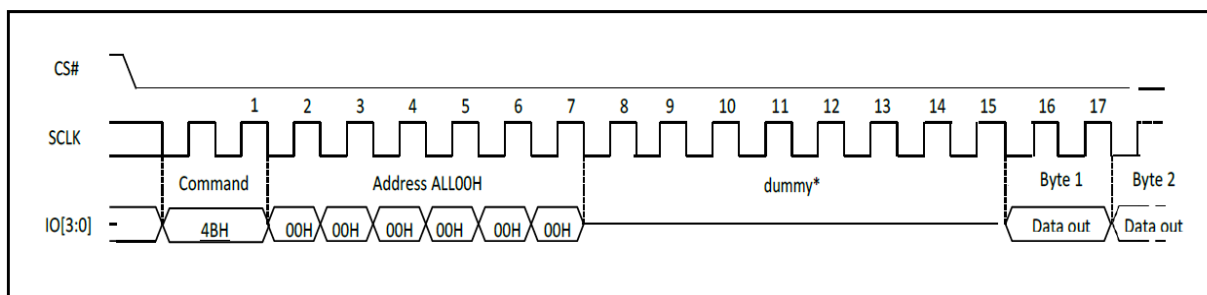 CS#
1 2 3 4 5 6 7 8 9 10 11 12 13 14 15 16 17
SCLK
Command Address ALL00H dummy* Byte 1 Byte 2
IO[3:0] 4BH 00H 00H 00H 00H 00H 00H Data out Data out